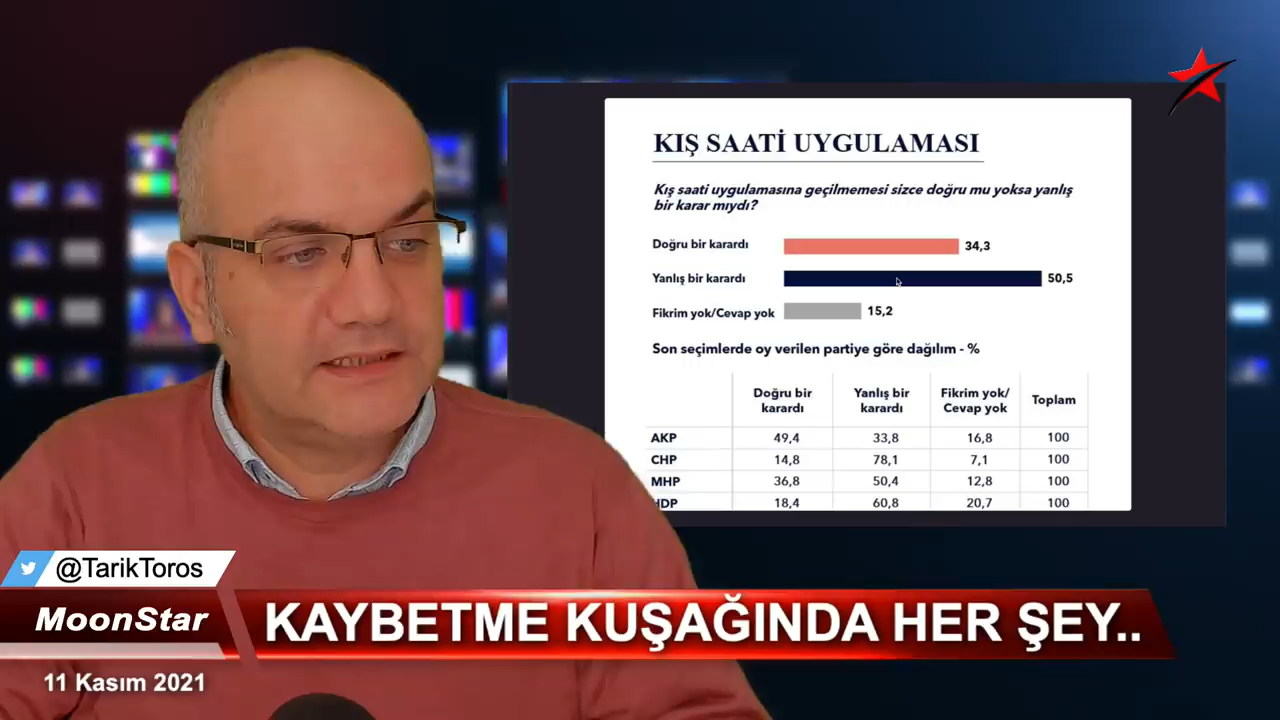 KIŞ SAATİ UYGULAMASI
Kış saati uygulamasına geçilmemesi sizce doğru mu yoksa yanlış
bir karar mıydı?
Doğru bir karardı 34,3
Yanlış bir karardı 50,5
Fikrim yok/Cevap yok 15,2
Son seçimlerde oy verilen partiye göre dağılım - %
Doğru bir karardı Yanlış bir karardı Fikrim yok/ Cevap yok Toplam
AKP 49,4 33,8 16,8 100
CHP 14,8 78,1 7,1 100
MHP 36,8 50,4 12,8 100
HDP 18,4 60,8 20,7 100
@TarikToros
MoonStar
KAYBETME KUŞAĞINDA HER ŞEY..
11 Kasım 2021